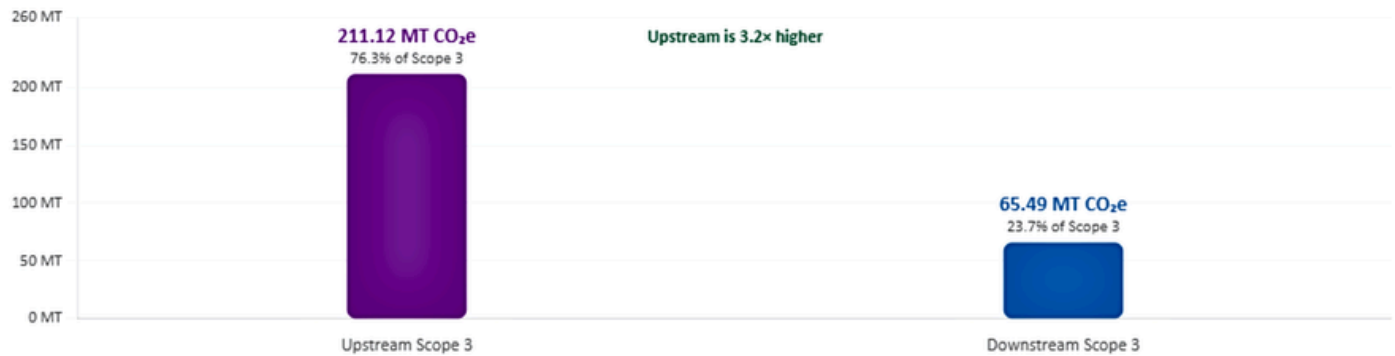 260 MT
211.12 MT CO₂e
Upstream is 3.2× higher
76.3% of Scope 3
200 MT
150 MT
100 MT
65.49 MT CO₂e
23.7% of Scope 3
50 MT
0 MT
Upstream Scope 3
Downstream Scope 3